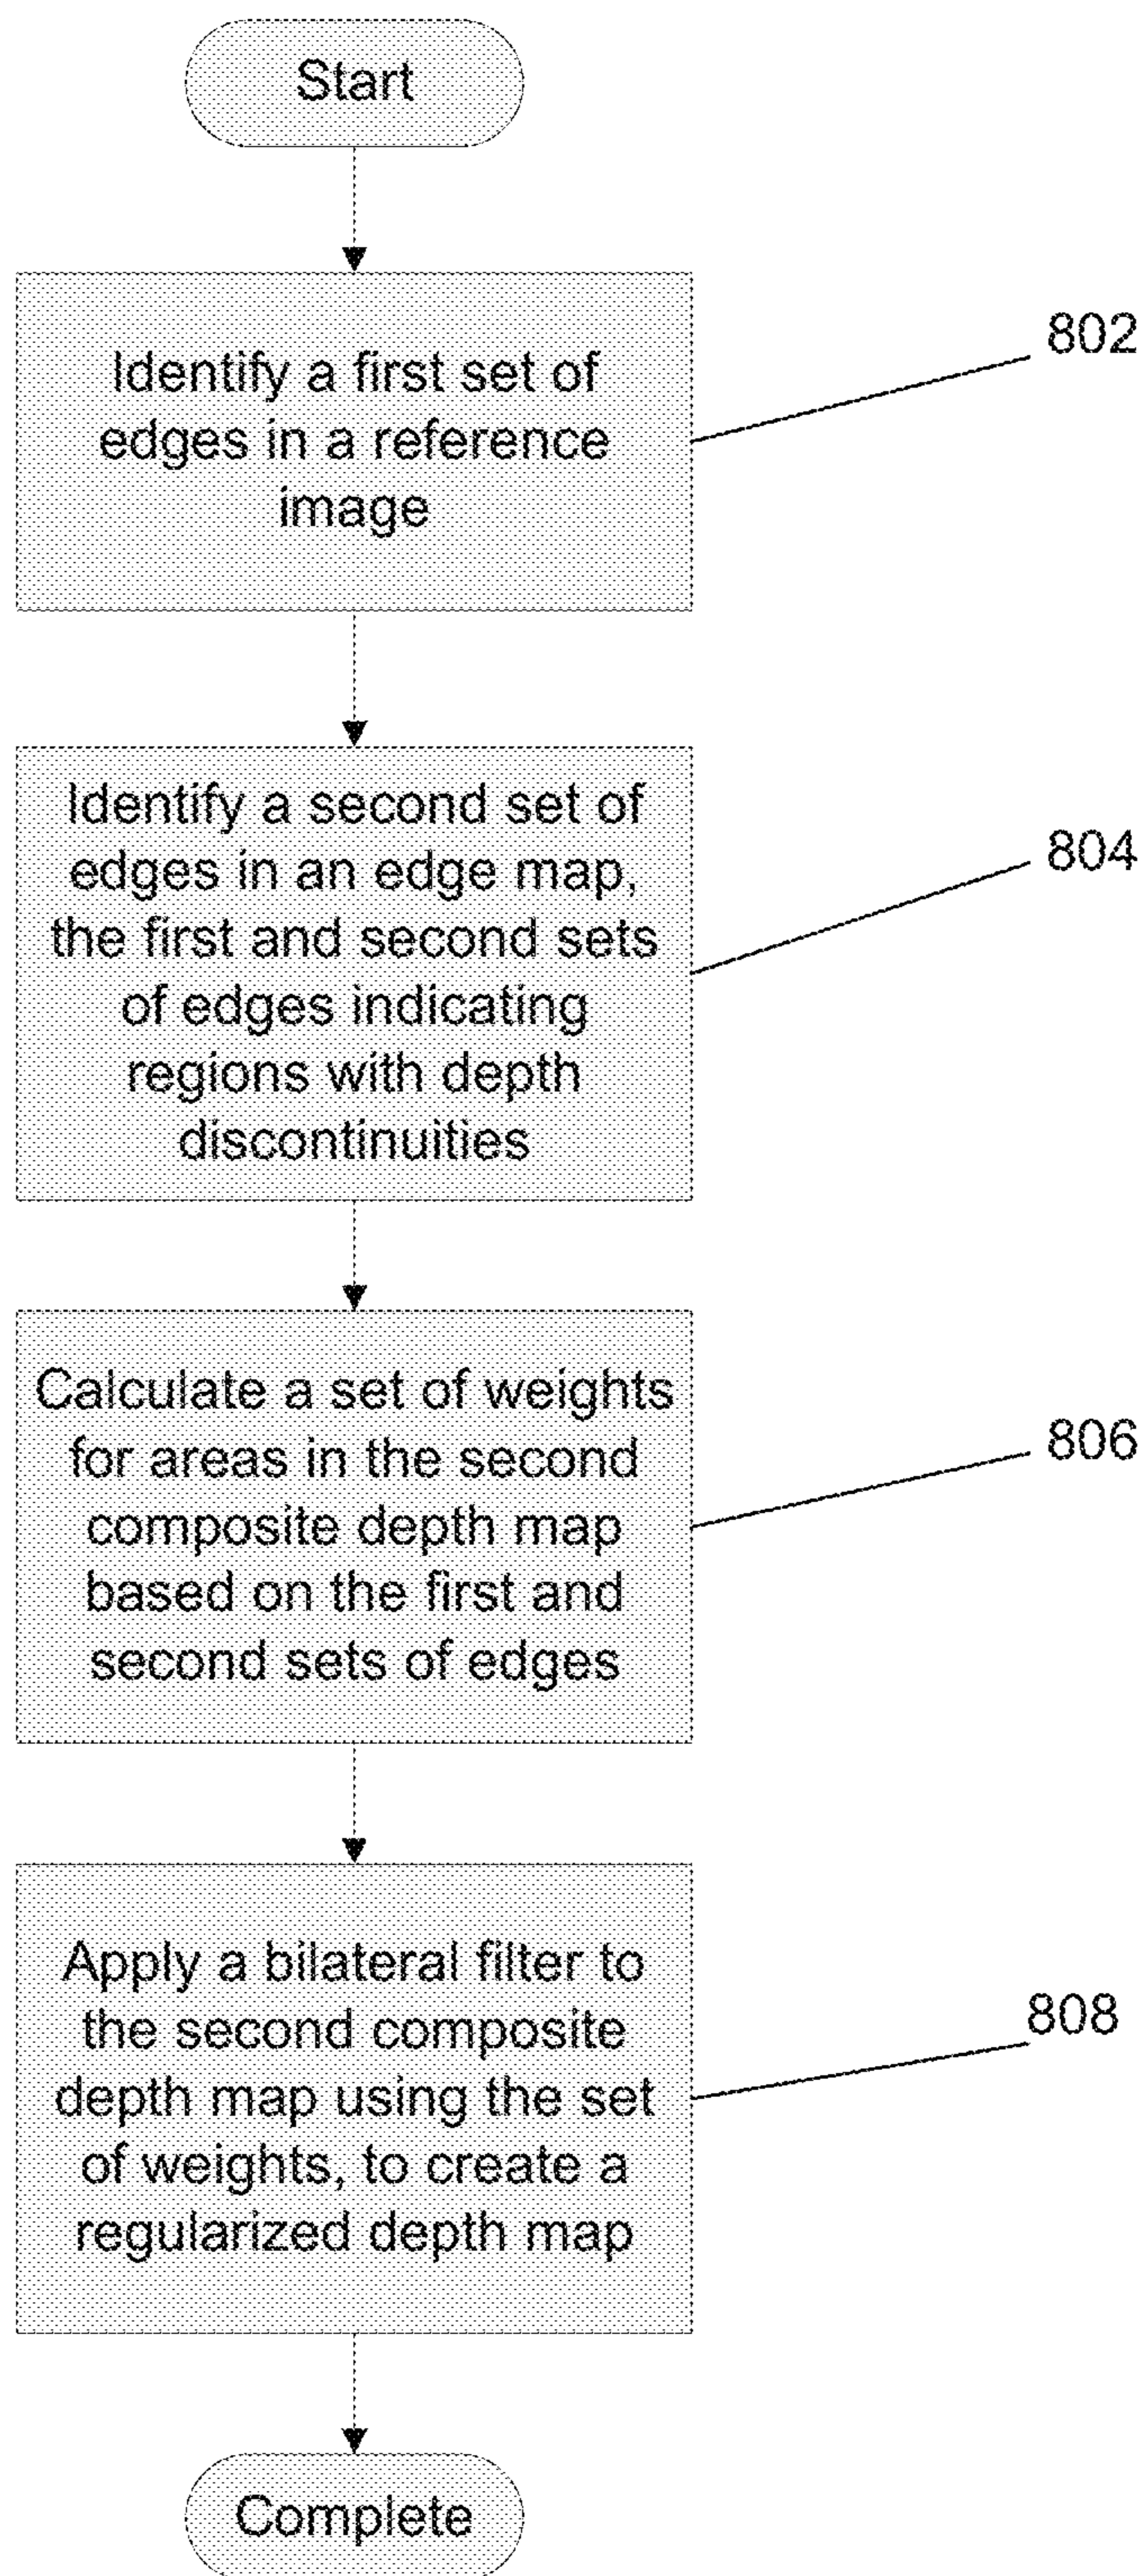 Start
Identify a first set of
edges in a reference
image
802
Identify a second set of
edges in an edge map,
the first and second sets
of edges indicating
regions with depth
discontinuities
804
Calculate a set of weights
for areas in the second
composite depth map
based on the first and
second sets of edges
806
Apply a bilateral filter to
the second composite
depth map using the set
of weights, to create a
regularized depth map
808
Complete